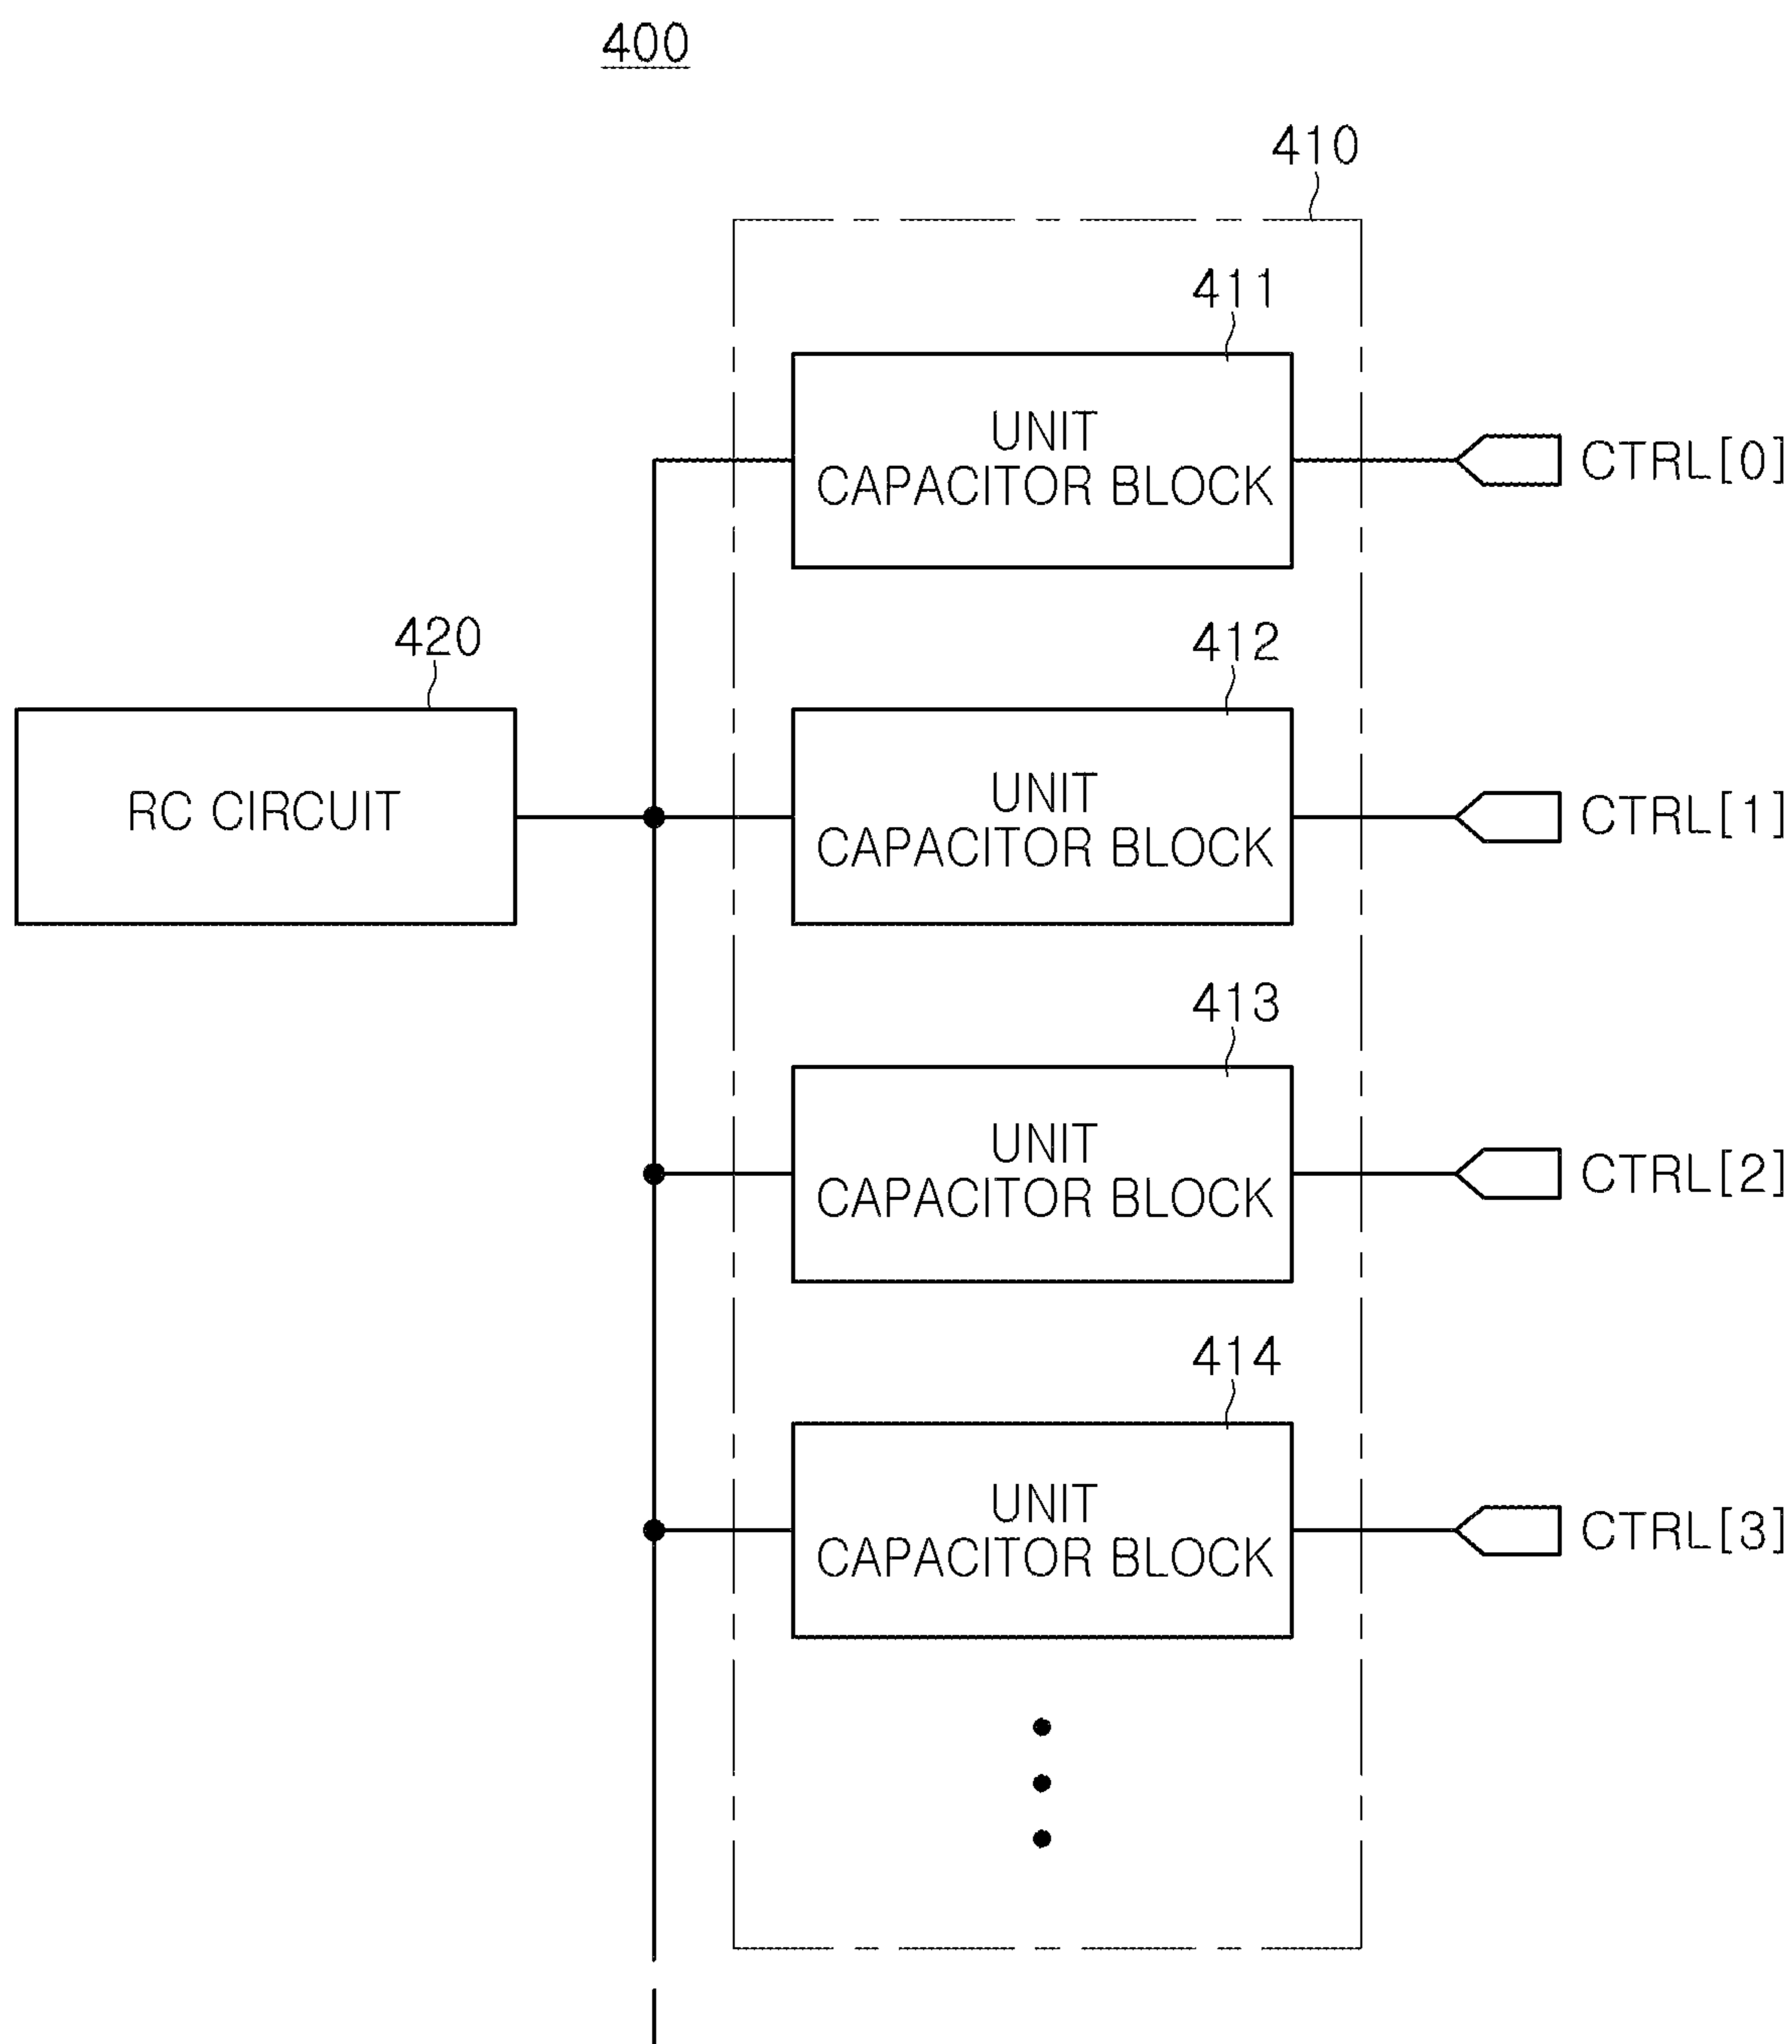 400
410
411
UNIT
CAPACITOR BLOCK
CTRL[0]
420
RC CIRCUIT
412
UNIT
CAPACITOR BLOCK
CTRL[1]
413
UNIT
CAPACITOR BLOCK
CTRL[2]
414
UNIT
CAPACITOR BLOCK
CTRL[3]